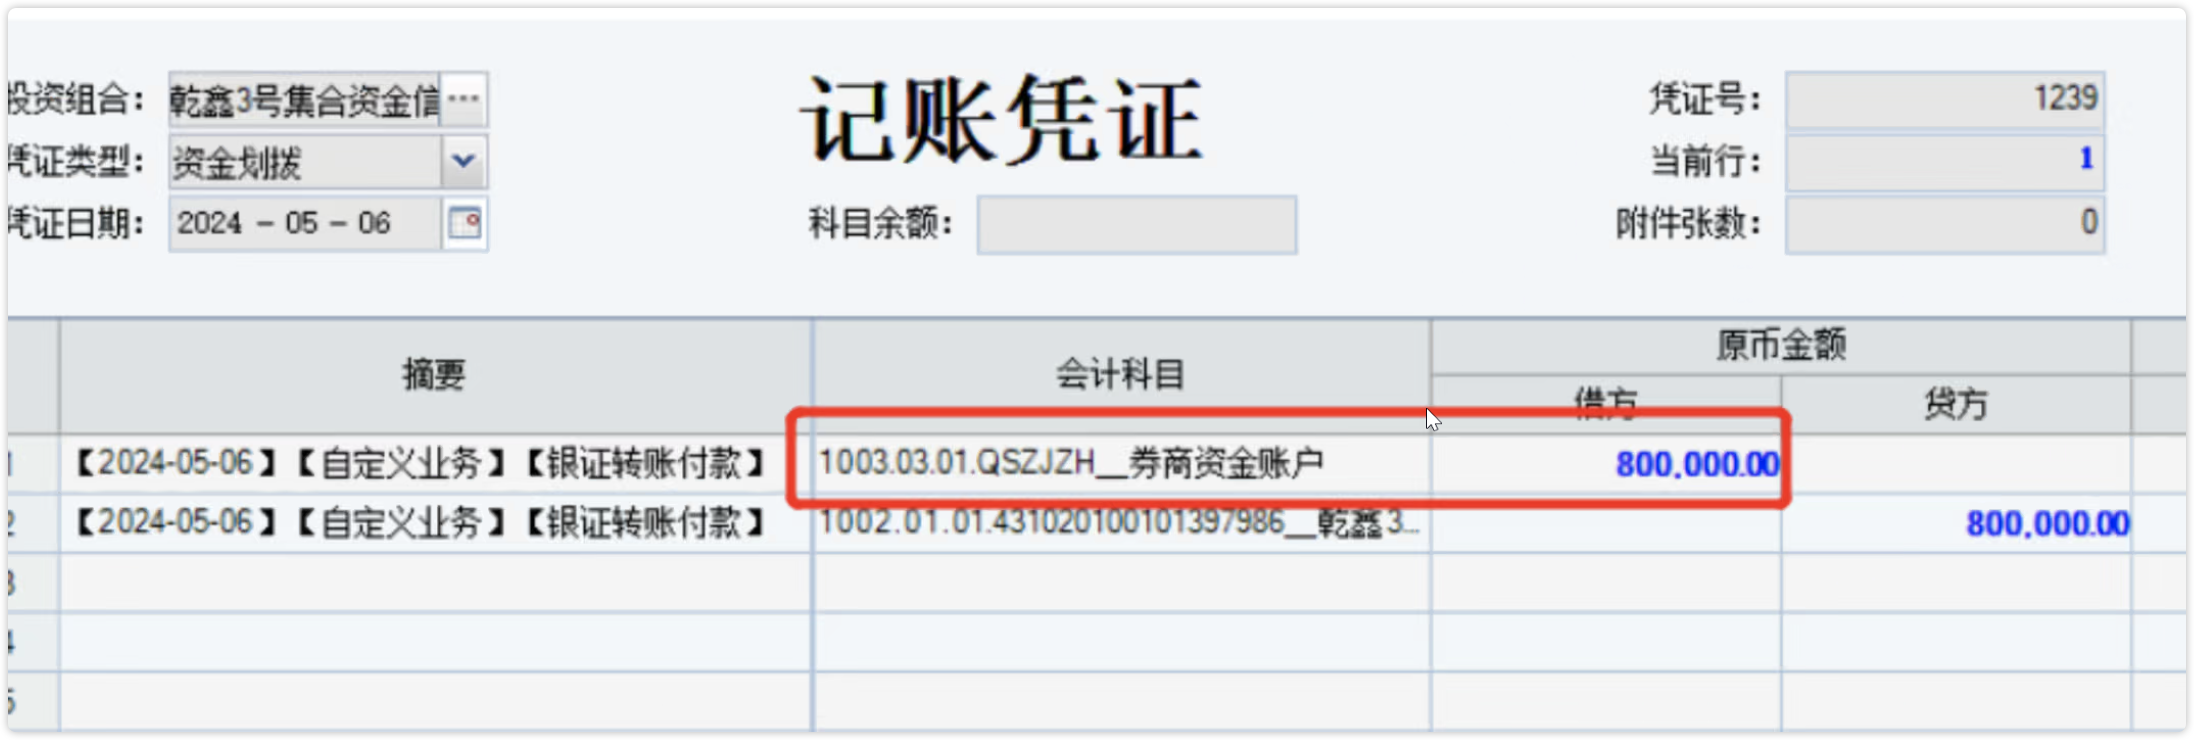 记账凭证
投资组合： 乾鑫3号集合资金信 ...
凭证号： 1239
凭证类型： 资金划拨
当前行： 1
凭证日期： 2024 - 05 - 06
科目余额：
附件张数： 0
摘要 会计科目 原币金额
借方 贷方
1 【2024-05-06】【自定义业务】【银证转账付款】 1003.03.01.QSZJZH__券商资金账户 800,000.00
2 【2024-05-06】【自定义业务】【银证转账付款】 1002.01.01.431020100101397986__乾鑫3... 800,000.00
3
4
5